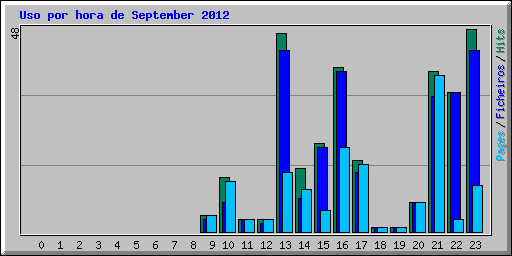 Uso por hora de September 2012
48
Pages / Ficheiros / Hits
0 1 2 3 4 5 6 7 8 9 10 11 12 13 14 15 16 17 18 19 20 21 22 23